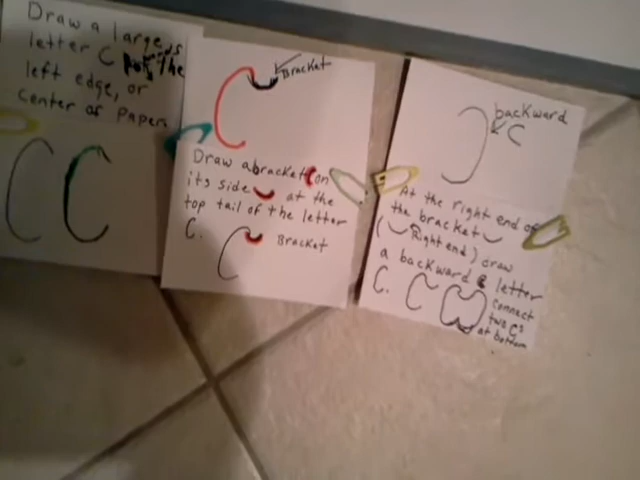 Draw a large
letter C
left edge, or
center of paper.
C C
Bracket
Draw a bracket ( on
its side at the
top tail of the letter
C.
Bracket
backward
C
At the right end of
the bracket
( Right end) draw
a backward letter
C.
connect
two C's
at bottom